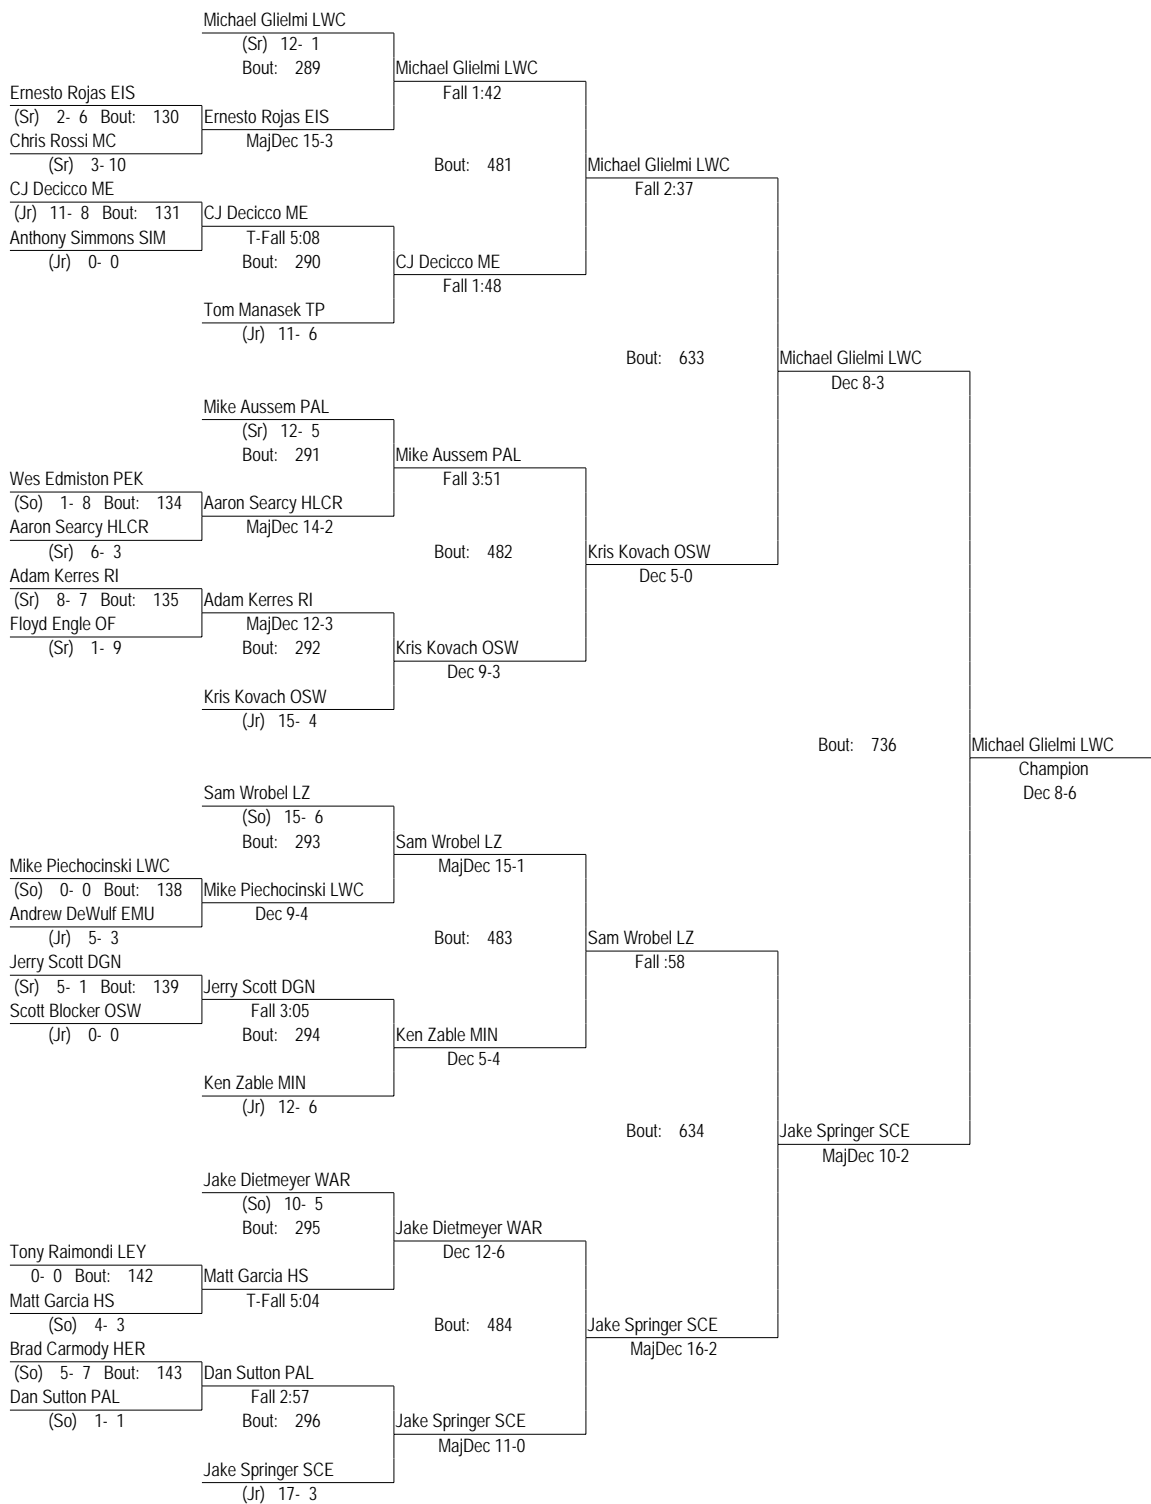 Michael Glielmi LWC
(Sr) 12- 1
Bout: 289
Michael Glielmi LWC
Fall 1:42
Ernesto Rojas EIS
(Sr) 2- 6 Bout: 130
Ernesto Rojas EIS
Chris Rossi MC
MajDec 15-3
(Sr) 3- 10
Bout: 481
Michael Glielmi LWC
Fall 2:37
CJ Decicco ME
(Jr) 11- 8 Bout: 131
CJ Decicco ME
Anthony Simmons SIM
T-Fall 5:08
(Jr) 0- 0
Bout: 290
CJ Decicco ME
Fall 1:48
Tom Manasek TP
(Jr) 11- 6
Bout: 633
Michael Glielmi LWC
Dec 8-3
Mike Aussem PAL
(Sr) 12- 5
Bout: 291
Mike Aussem PAL
Fall 3:51
Wes Edmiston PEK
(So) 1- 8 Bout: 134
Aaron Searcy HLCR
Aaron Searcy HLCR
MajDec 14-2
(Sr) 6- 3
Bout: 482
Kris Kovach OSW
Dec 5-0
Adam Kerres RI
(Sr) 8- 7 Bout: 135
Adam Kerres RI
Floyd Engle OF
MajDec 12-3
(Sr) 1- 9
Bout: 292
Kris Kovach OSW
Dec 9-3
Kris Kovach OSW
(Jr) 15- 4
Bout: 736
Michael Glielmi LWC
Champion
Dec 8-6
Sam Wrobel LZ
(So) 15- 6
Bout: 293
Sam Wrobel LZ
MajDec 15-1
Mike Piechocinski LWC
(So) 0- 0 Bout: 138
Mike Piechocinski LWC
Andrew DeWulf EMU
Dec 9-4
(Jr) 5- 3
Bout: 483
Sam Wrobel LZ
Fall :58
Jerry Scott DGN
(Sr) 5- 1 Bout: 139
Jerry Scott DGN
Scott Blocker OSW
Fall 3:05
(Jr) 0- 0
Bout: 294
Ken Zable MIN
Dec 5-4
Ken Zable MIN
(Jr) 12- 6
Bout: 634
Jake Springer SCE
MajDec 10-2
Jake Dietmeyer WAR
(So) 10- 5
Bout: 295
Jake Dietmeyer WAR
Dec 12-6
Tony Raimondi LEY
0- 0 Bout: 142
Matt Garcia HS
Matt Garcia HS
T-Fall 5:04
(So) 4- 3
Bout: 484
Jake Springer SCE
MajDec 16-2
Brad Carmody HER
(So) 5- 7 Bout: 143
Dan Sutton PAL
Dan Sutton PAL
Fall 2:57
(So) 1- 1
Bout: 296
Jake Springer SCE
MajDec 11-0
Jake Springer SCE
(Jr) 17- 3